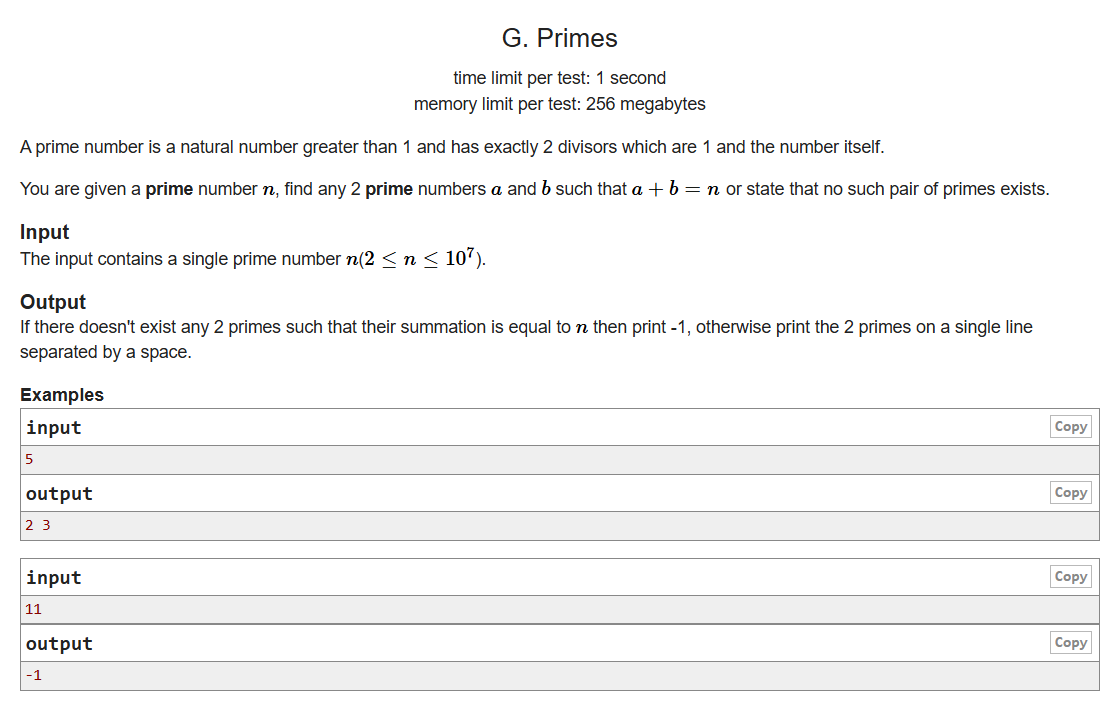 G. Primes
time limit per test: 1 second
memory limit per test: 256 megabytes
A prime number is a natural number greater than 1 and has exactly 2 divisors which are 1 and the number itself.
You are given a prime number n, find any 2 prime numbers a and b such that a + b = n or state that no such pair of primes exists.
Input
The input contains a single prime number n(2 ≤ n ≤ 10⁷).
Output
If there doesn't exist any 2 primes such that their summation is equal to n then print -1, otherwise print the 2 primes on a single line
separated by a space.
Examples
input Copy
5
output Copy
2 3
input Copy
11
output Copy
-1